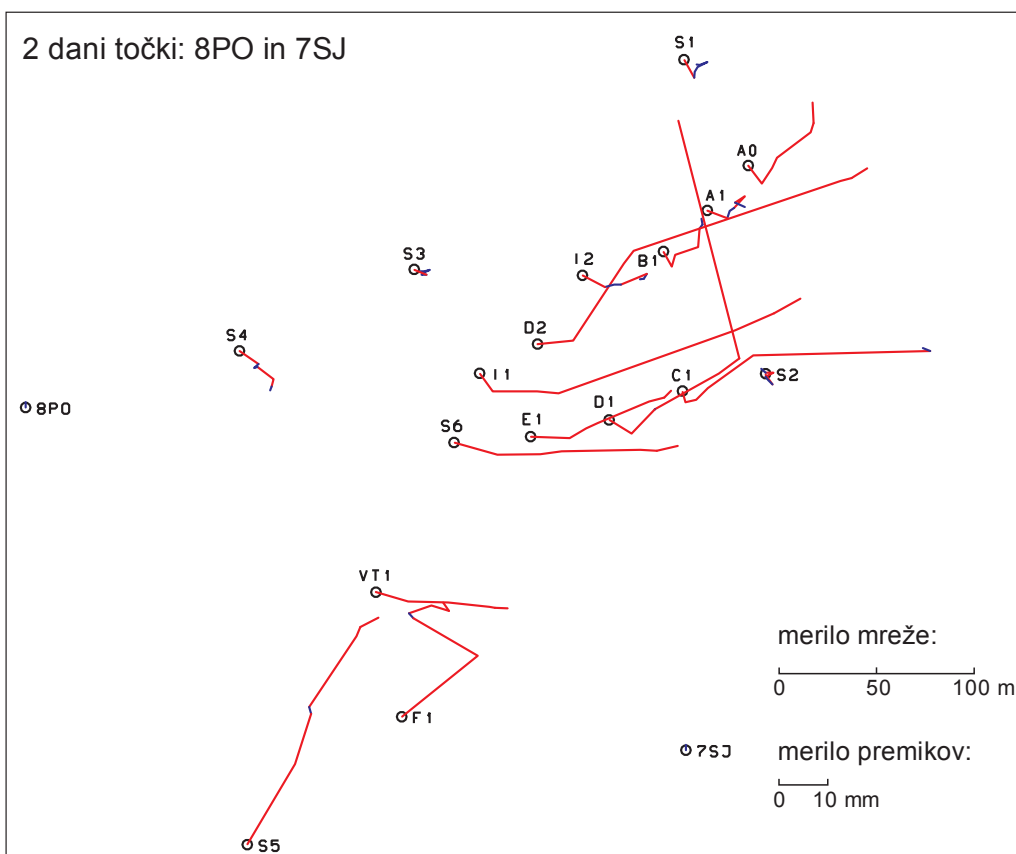 2 dani točki: 8PO in 7SJ
S1
A0
A1
S3
I2
B1
D2
S4
I1
C1
S2
8PO
D1
S6
E1
VT1
merilo mreže:
0 50 100 m
F1
7SJ
merilo premikov:
0 10 mm
S5